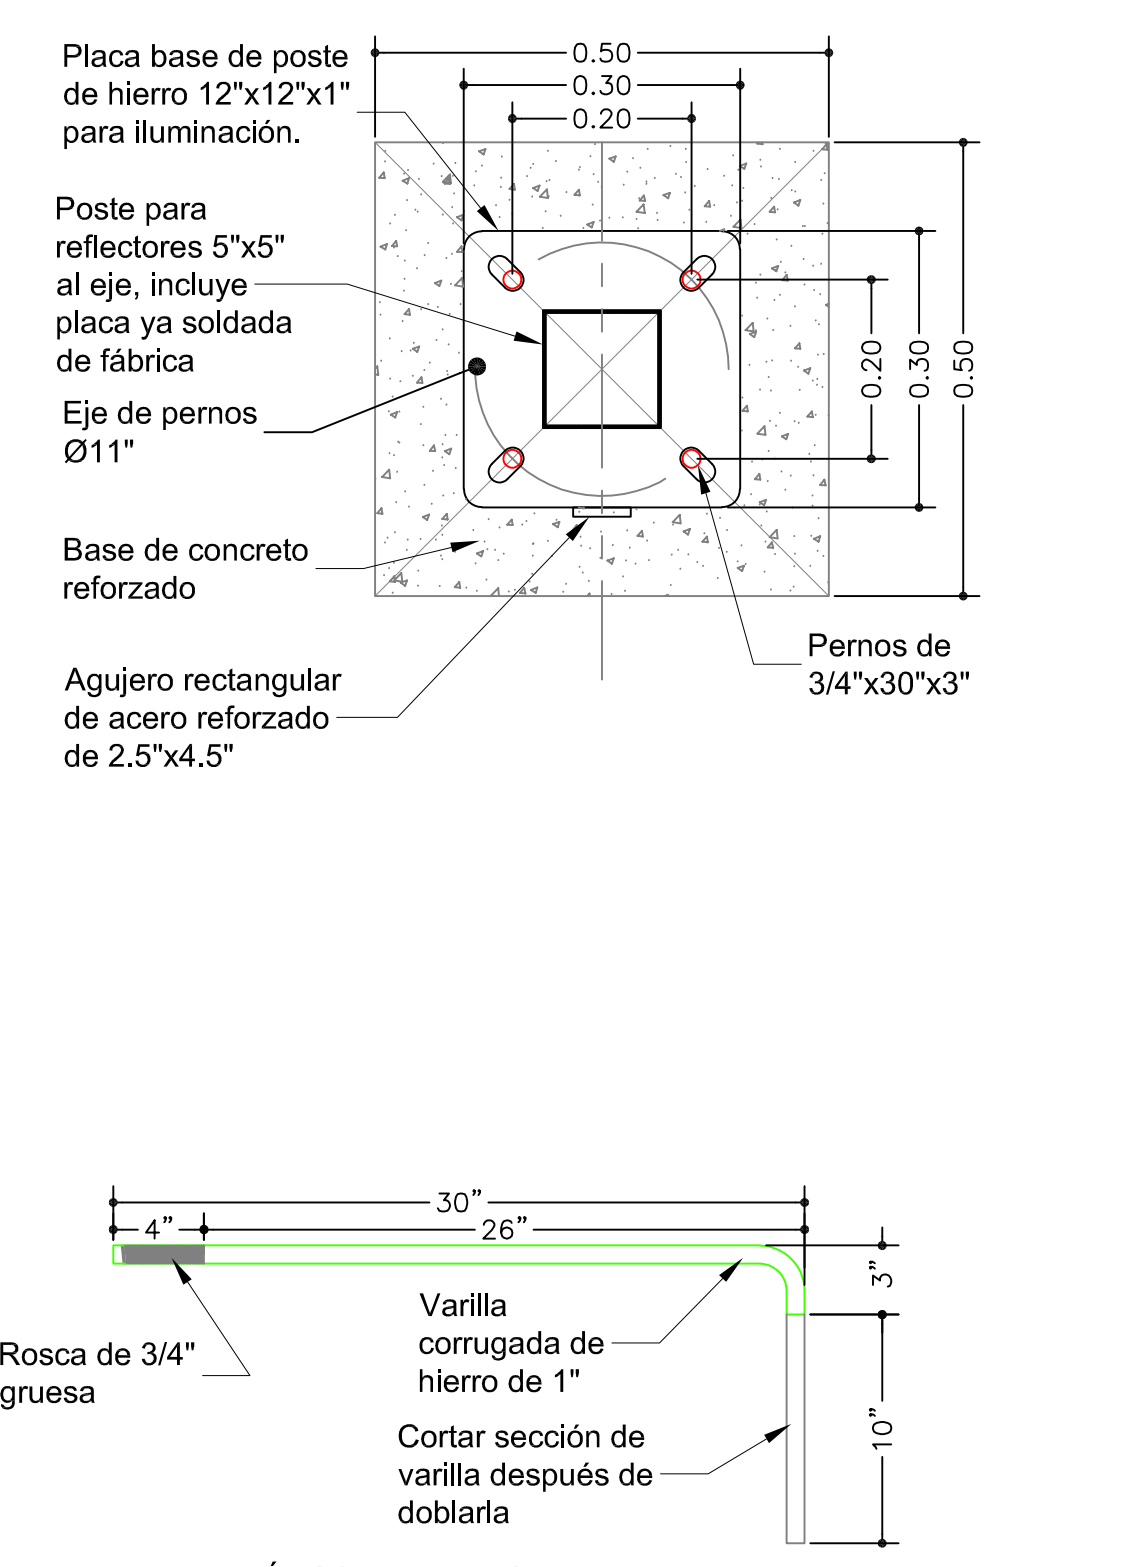 Placa base de poste
de hierro 12"x12"x1"
para iluminación.
0.50
0.30
0.20
Poste para
reflectores 5"x5"
al eje, incluye
placa ya soldada
de fábrica
0.20
0.30
0.50
Eje de pernos
Ø11"
Base de concreto
reforzado
Pernos de
3/4"x30"x3"
Agujero rectangular
de acero reforzado
de 2.5"x4.5"
30”
4”
26”
3”
Varilla
corrugada de
hierro de 1"
Rosca de 3/4"
gruesa
10”
Cortar sección de
varilla después de
doblarla